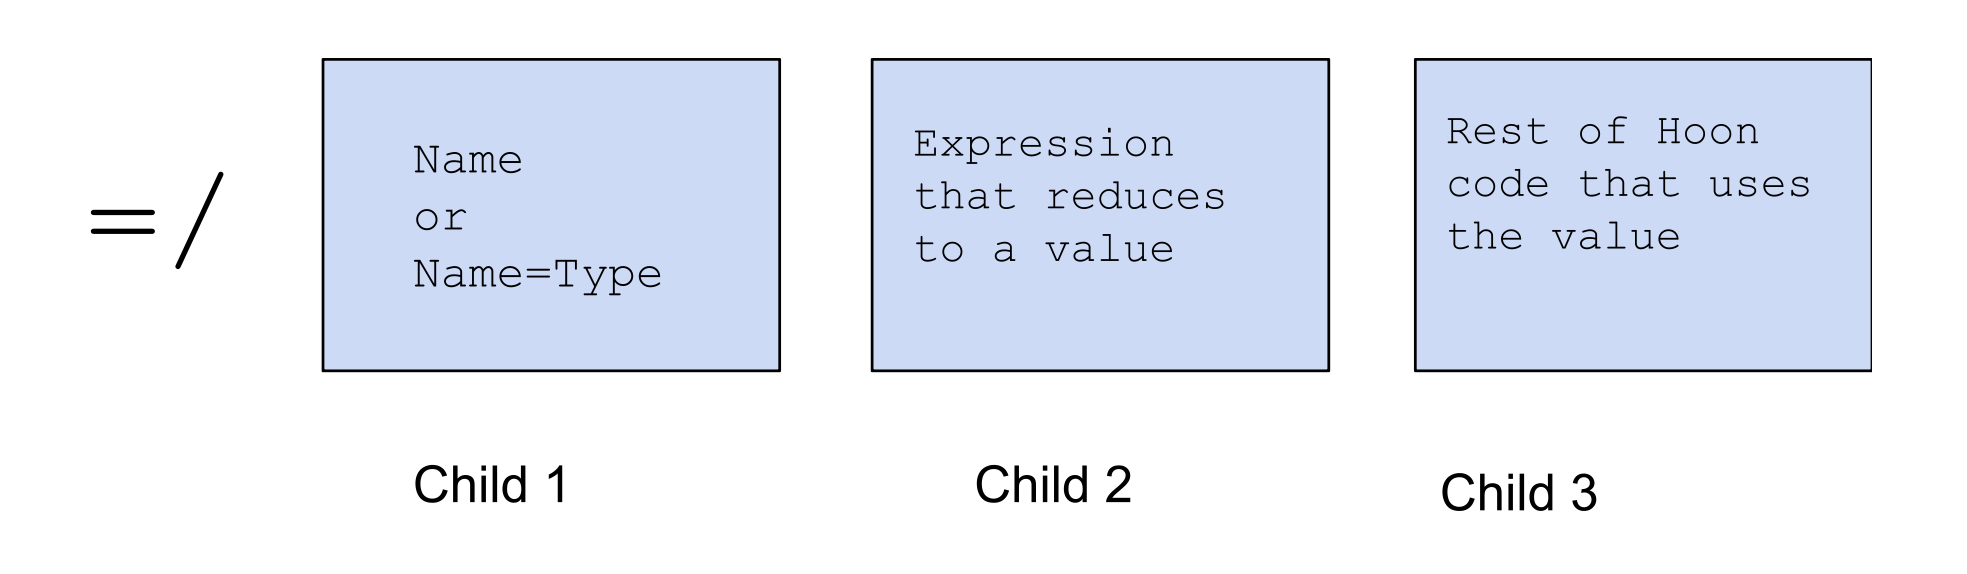 =/
Name
or
Name=Type
Expression
that reduces
to a value
Rest of Hoon
code that uses
the value
Child 1
Child 2
Child 3